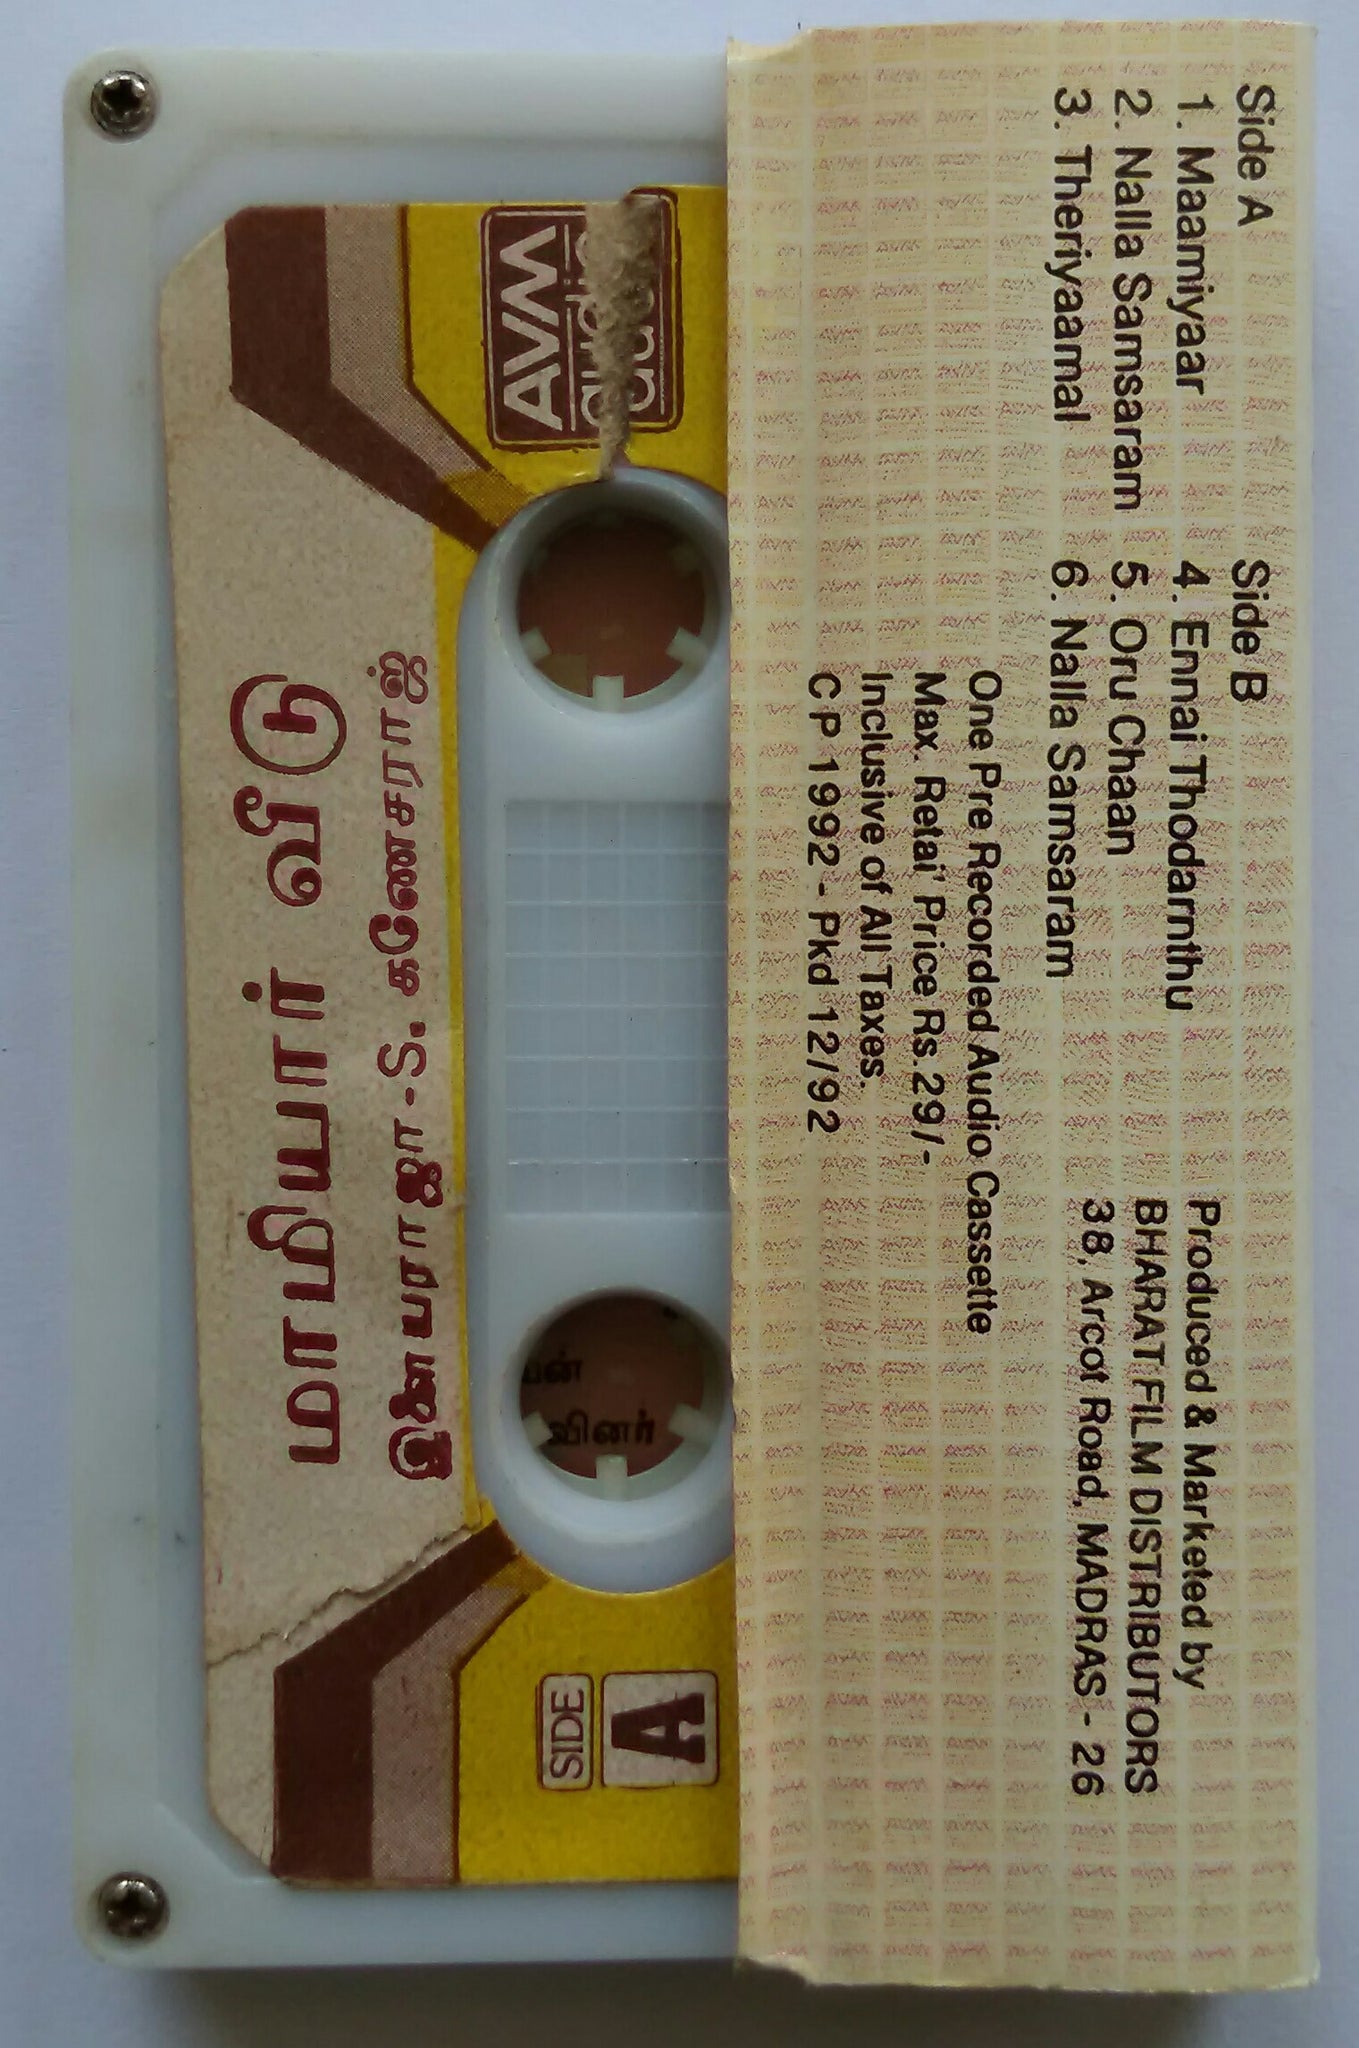 Side A
1. Maamiyaar
2. Nalla Samsaram
3. Theriyaamal
Side B
4. Ennai Thodarnthu
5. Oru Chaan
6. Nalla Samsaram
One Pre Recorded Audio Cassette
Max. Retail Price Rs.29/-
Inclusive of All Taxes.
C P 1992 - Pkd 12/92
Produced & Marketed by
BHARAT FILM DISTRIBUTORS
38, Arcot Road, MADRAS - 26
AVM
audio
SIDE
A
மாமியார் வீடு
இளையராஜா - S. கணேசராஜ்
வினர்